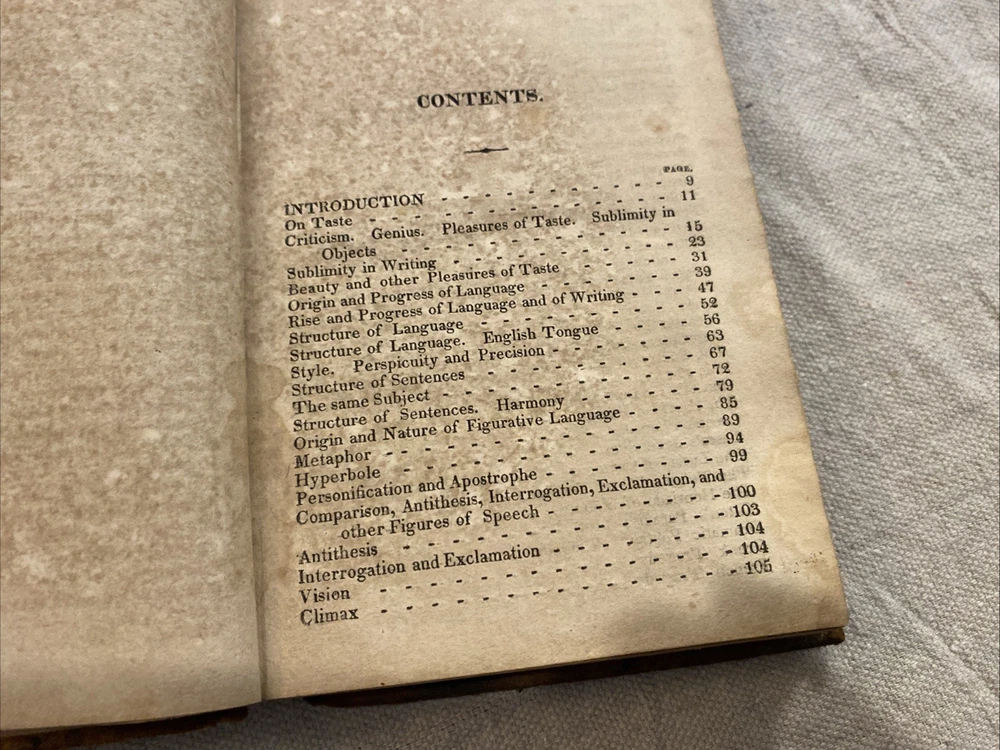 CONTENTS.
PAGE.
INTRODUCTION - - - - - - - - - 9
On Taste - - - - - - - - - - - 11
Criticism. Genius. Pleasures of Taste. Sublimity in
Objects - - - - - - - - - - - 15
Sublimity in Writing - - - - - - - - 23
Beauty and other Pleasures of Taste - - - - 31
Origin and Progress of Language - - - - - 39
Rise and Progress of Language and of Writing - - - 47
Structure of Language - - - - - - - - 52
Structure of Language. English Tongue - - - - 56
Style. Perspicuity and Precision - - - - - - 63
Structure of Sentences - - - - - - - - 67
The same Subject - - - - - - - - - 72
Structure of Sentences. Harmony - - - - - 79
Origin and Nature of Figurative Language - - - - 85
Metaphor - - - - - - - - - - - 89
Hyperbole - - - - - - - - - - - 94
Personification and Apostrophe - - - - - - 99
Comparison, Antithesis, Interrogation, Exclamation, and
other Figures of Speech - - - - - - 100
Antithesis - - - - - - - - - - - 103
Interrogation and Exclamation - - - - - - 104
Vision - - - - - - - - - - - - 104
Climax - - - - - - - - - - - - 105